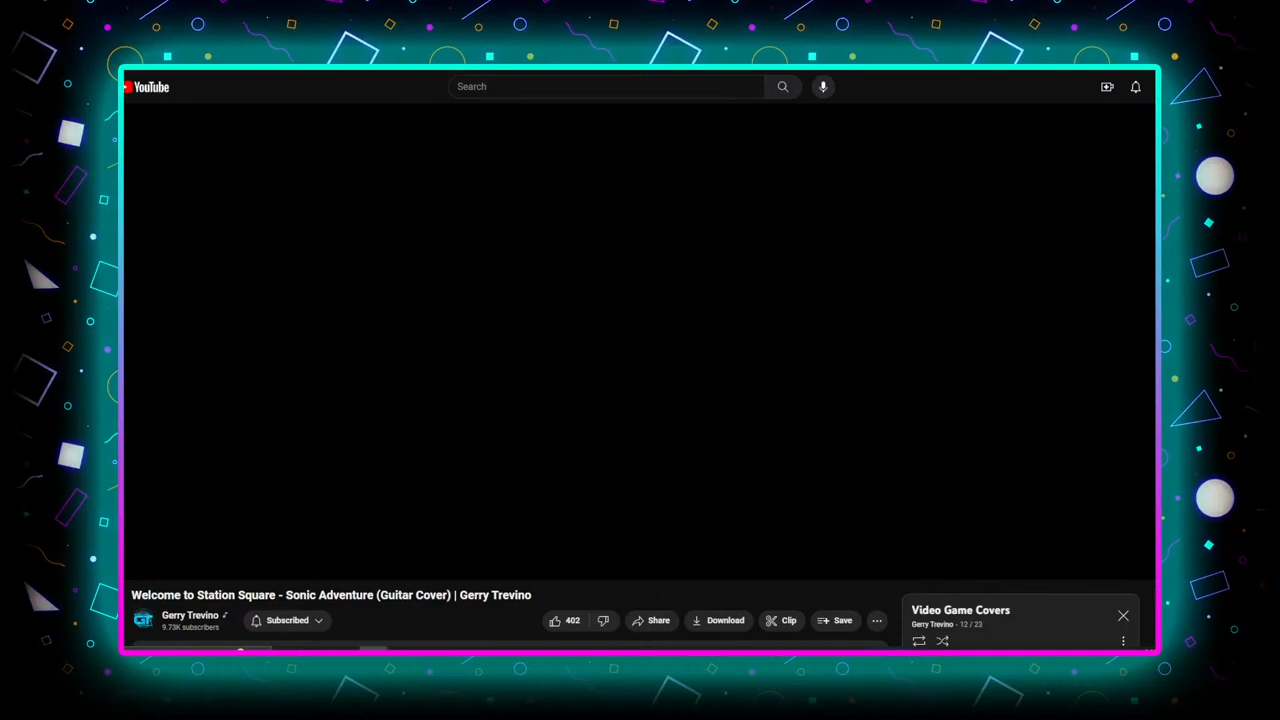 YouTube
Search
Welcome to Station Square - Sonic Adventure (Guitar Cover) | Gerry Trevino
Gerry Trevino
9.73K subscribers
Subscribed
402
Share
Download
Clip
Save
Video Game Covers
Gerry Trevino - 12 / 23